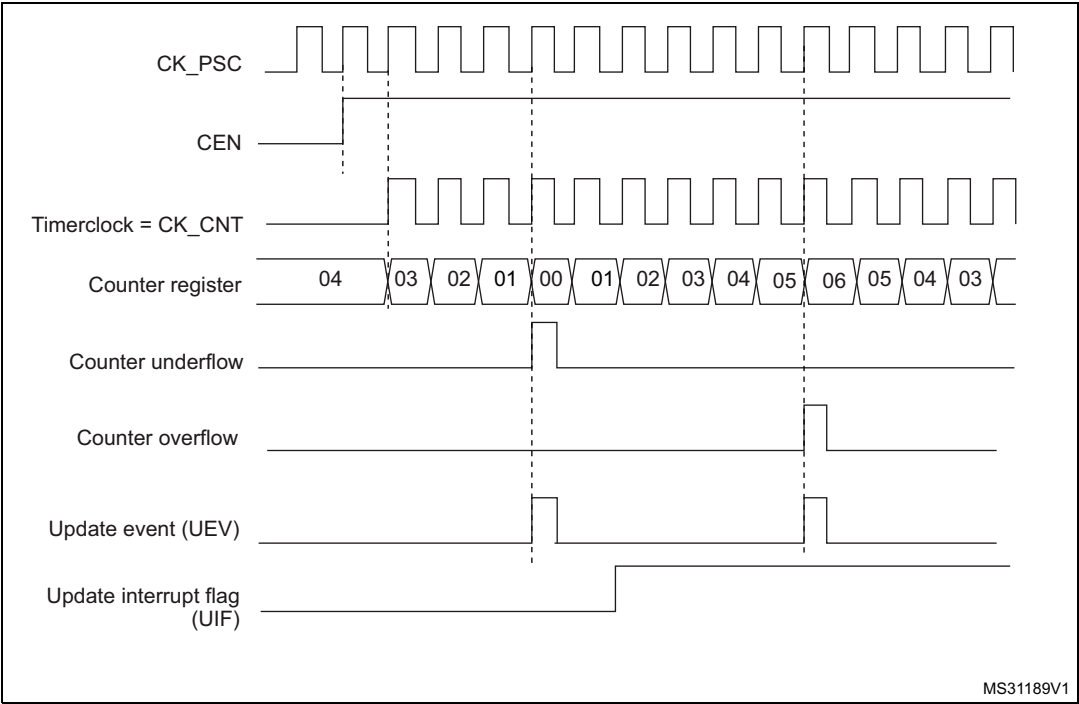 CK_PSC
CEN
Timerclock = CK_CNT
Counter register 04 03 02 01 00 01 02 03 04 05 06 05 04 03
Counter underflow
Counter overflow
Update event (UEV)
Update interrupt flag
(UIF)
MS31189V1